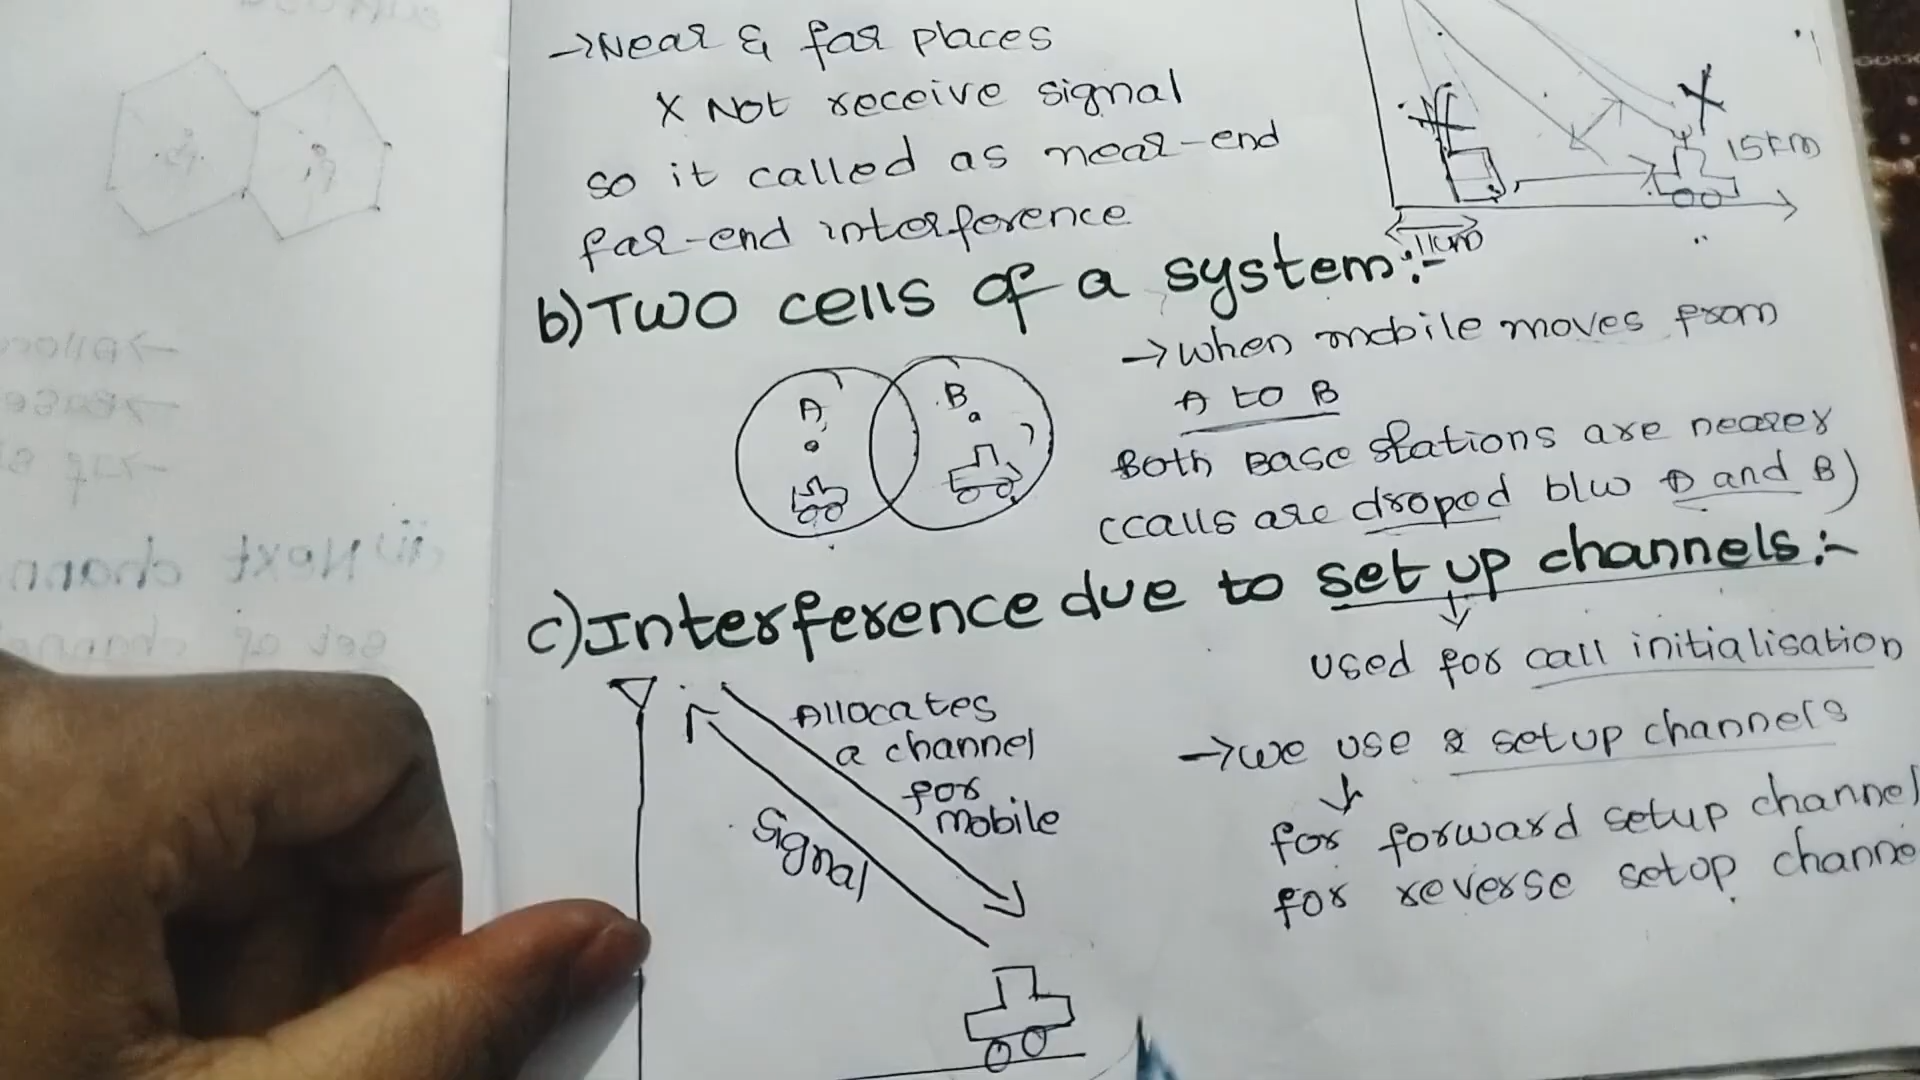 →Near & far places
X Not receive signal
so it called as near-end
far-end interference
15km
1km
b)TWO cells of a system:-
A
B
→when mobile moves from
A to B
Both Base stations are nearer
(calls are droped b/w A and B)
c)Interference due to set up channels:-
used for call initialisation
Allocates
a channel
for
mobile
signal
→we use 2 setup channels
for forward setup channel
for reverse setop channe